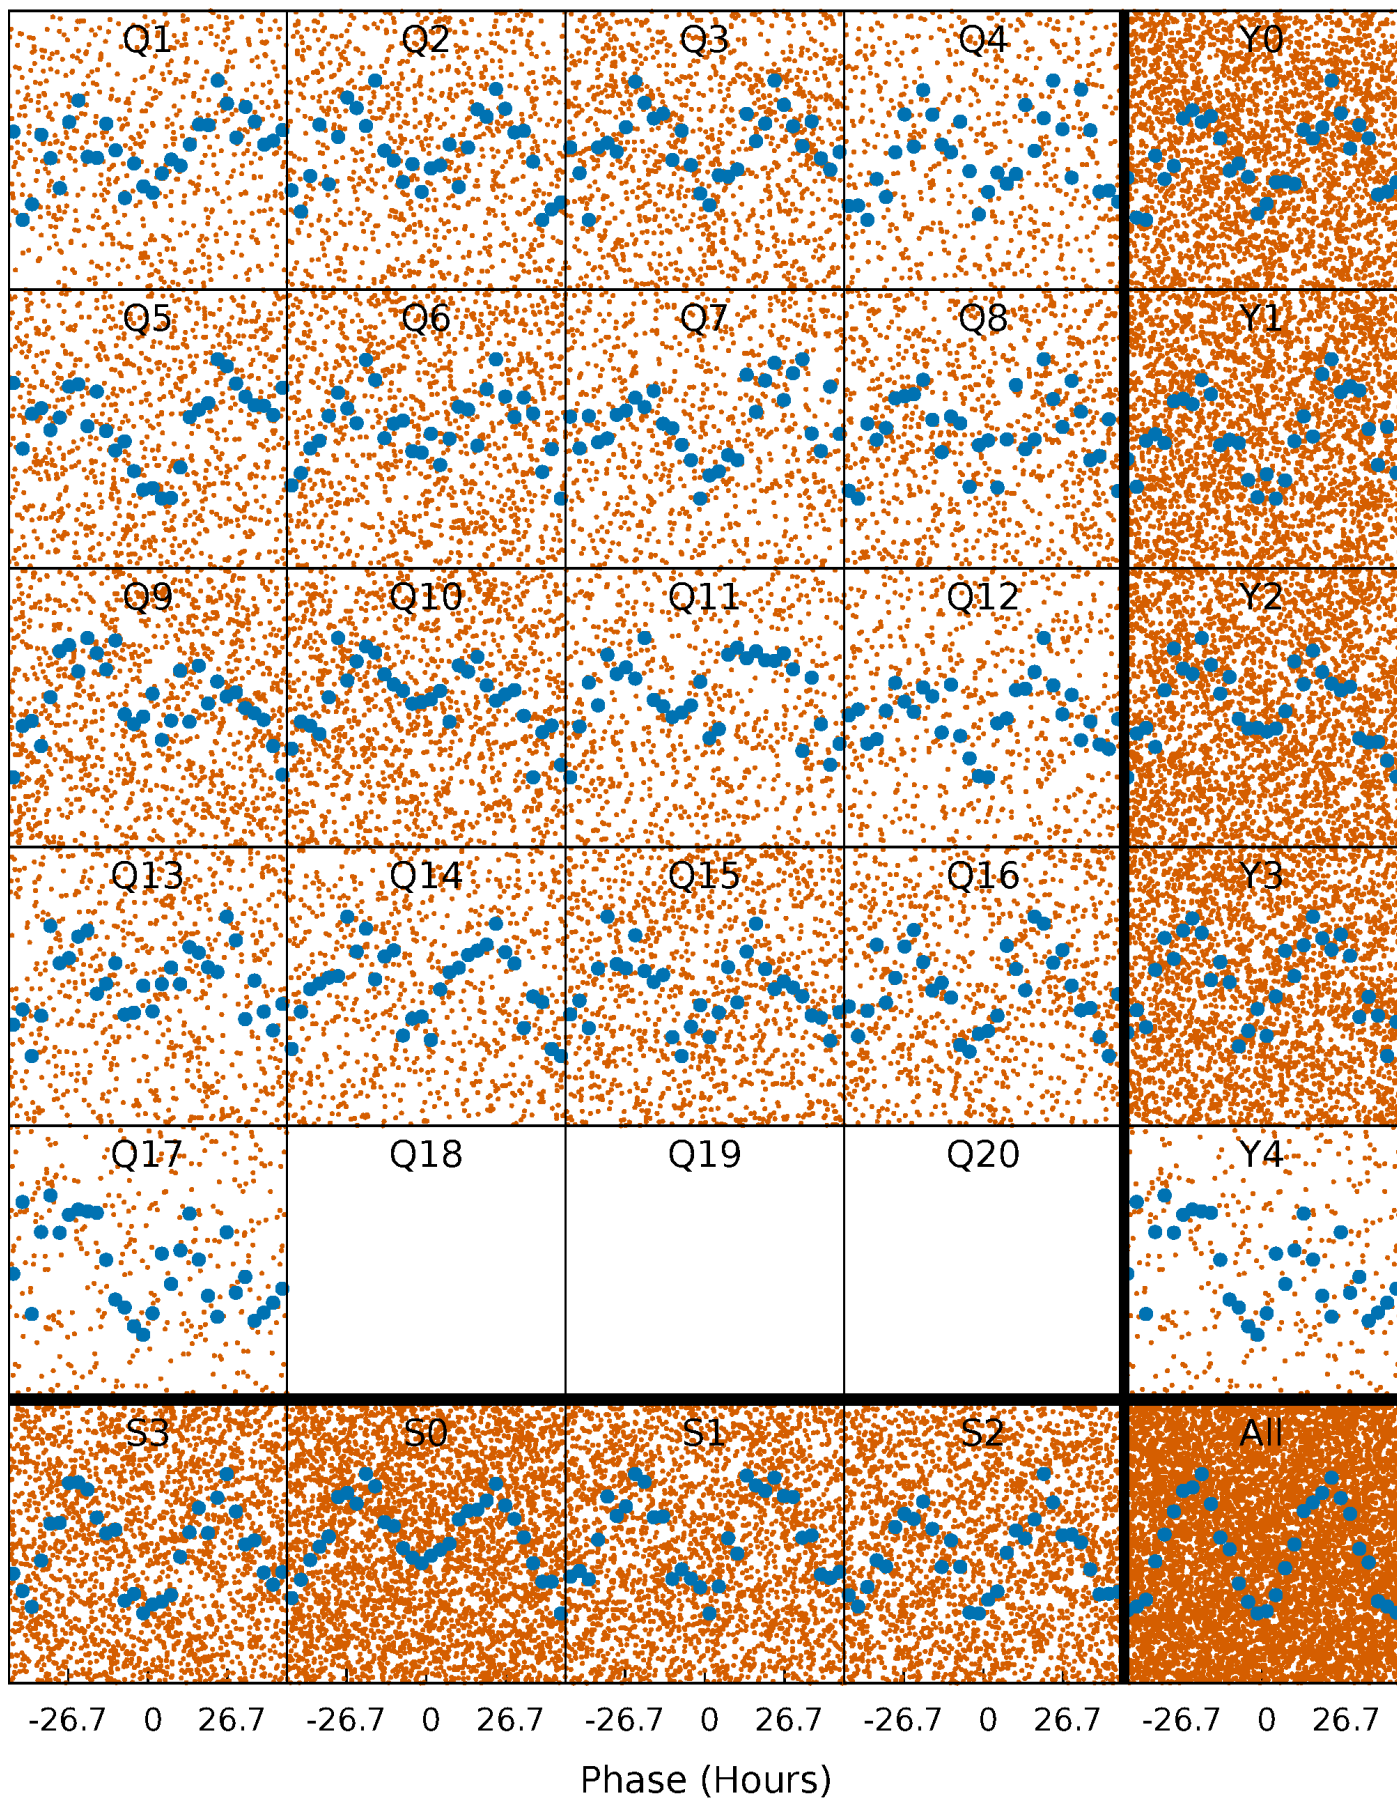 Q1 Q2 Q3 Q4 Y0
Q5 Q6 Q7 Q8 Y1
Q9 Q10 Q11 Q12 Y2
Q13 Q14 Q15 Q16 Y3
Q17 Q18 Q19 Q20 Y4
S3 S0 S1 S2 All
-26.7 0 26.7 -26.7 0 26.7 -26.7 0 26.7 -26.7 0 26.7 -26.7 0 26.7
Phase (Hours)